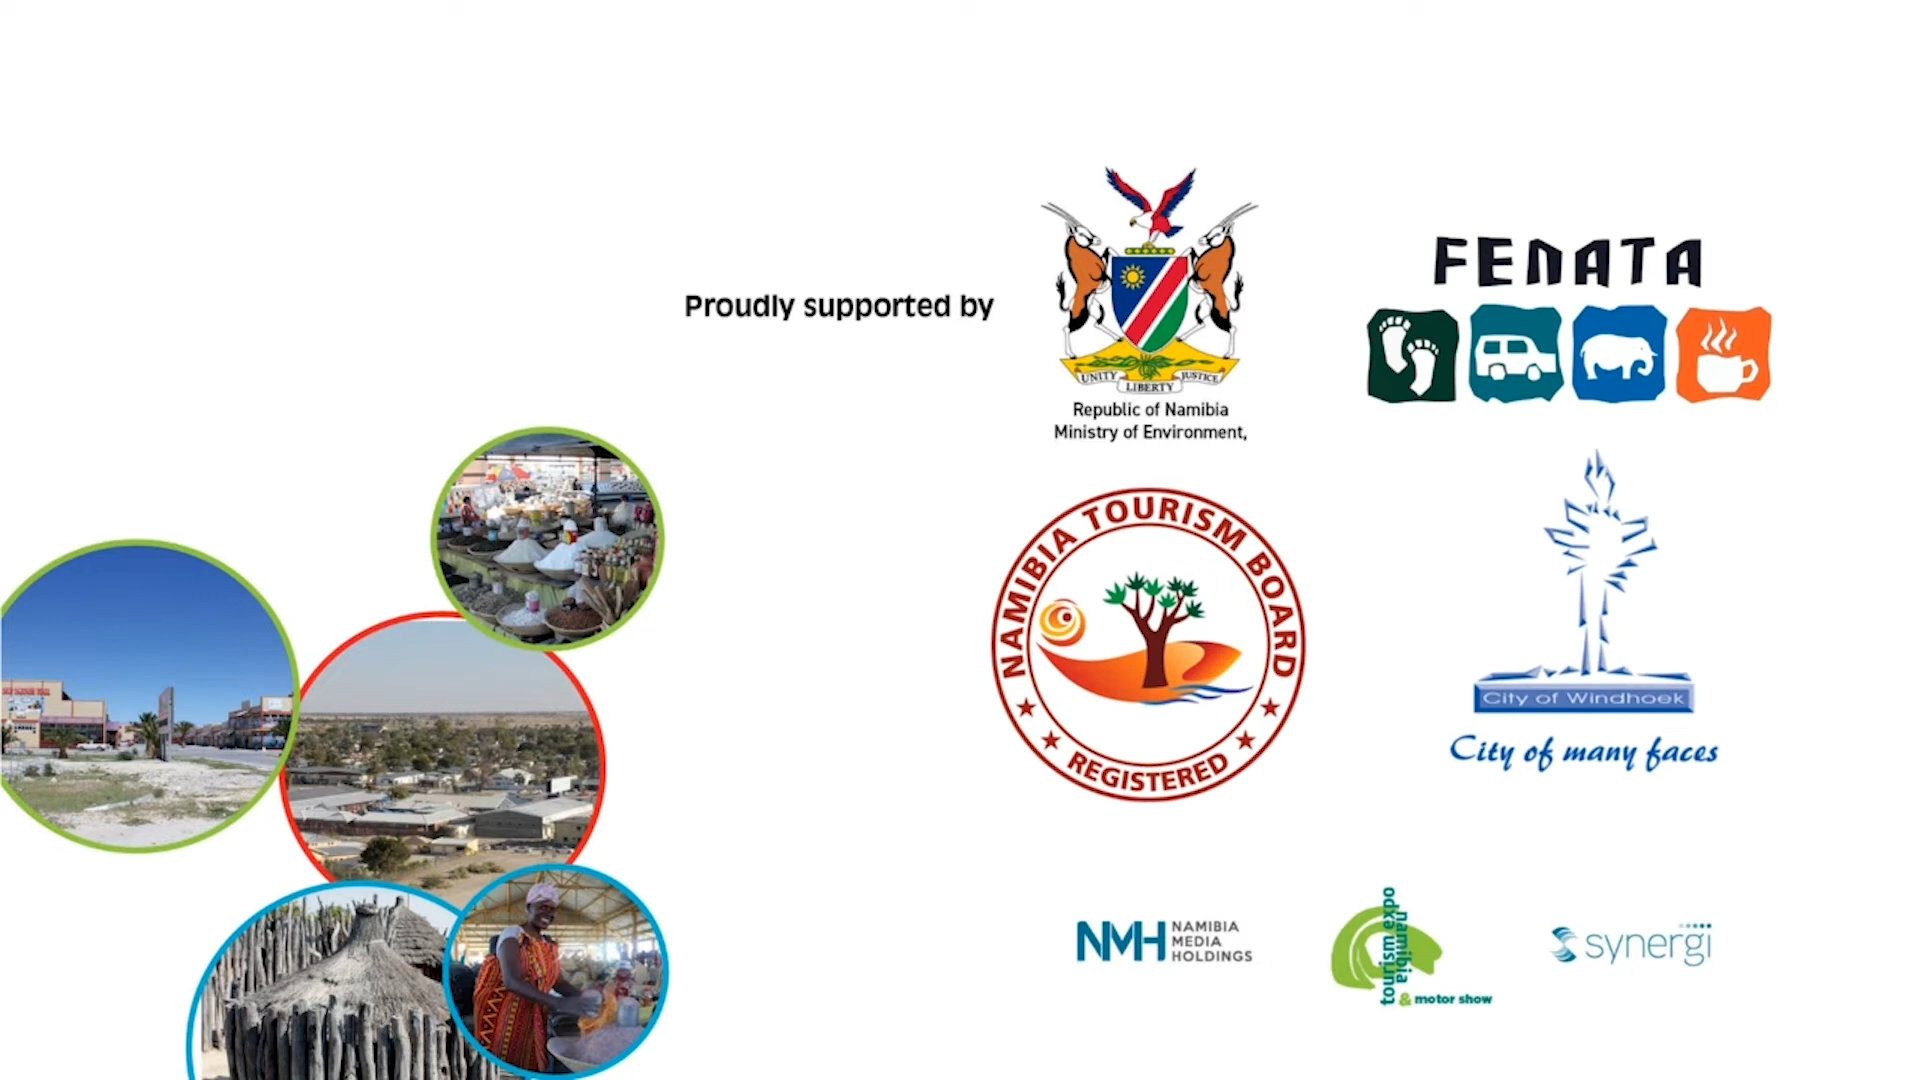 Proudly supported by
UNITY LIBERTY JUSTICE
Republic of Namibia
Ministry of Environment,
FENATA
NAMIBIA TOURISM BOARD
REGISTERED
City of Windhoek
City of many faces
NMH
NAMIBIA
MEDIA
HOLDINGS
namibia
tourism expo
& motor show
synergi